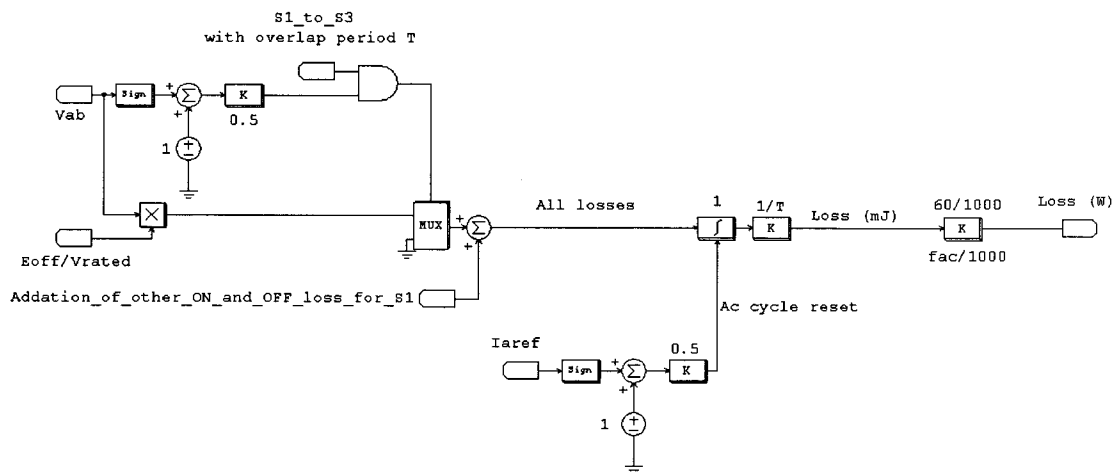 S1_to_S3
with overlap period T
Vab
Sign
+
+
Σ
K
0.5
1
+
−
×
Eoff/Vrated
MUX
+
+
Σ
Addation_of_other_ON_and_OFF_loss_for_S1
All losses
1
∫
1/T
K
Loss (mJ)
60/1000
K
fac/1000
Loss (W)
Ac cycle reset
Iaref
Sign
+
+
Σ
0.5
K
1
+
−